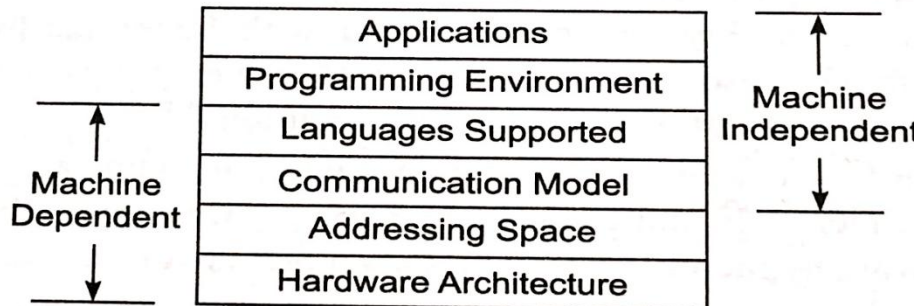 Applications
Programming Environment
Languages Supported
Communication Model
Addressing Space
Hardware Architecture
Machine
Dependent
Machine
Independent